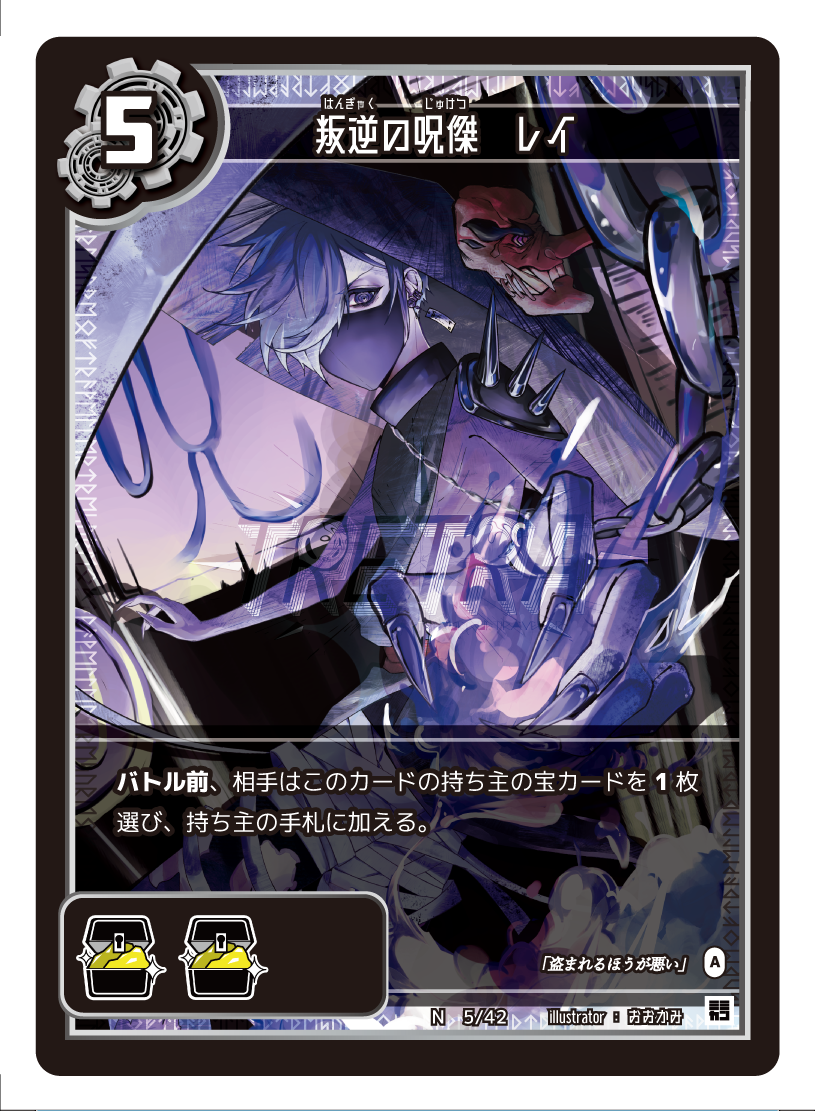 5
はんぎゃく じゅけつ
叛逆の呪傑 レイ
TRETRA
バトル前、相手はこのカードの持ち主の宝カードを 1 枚
選び、持ち主の手札に加える。
「盗まれるほうが悪い」 A
N 5/42 illustrator : おおかみ